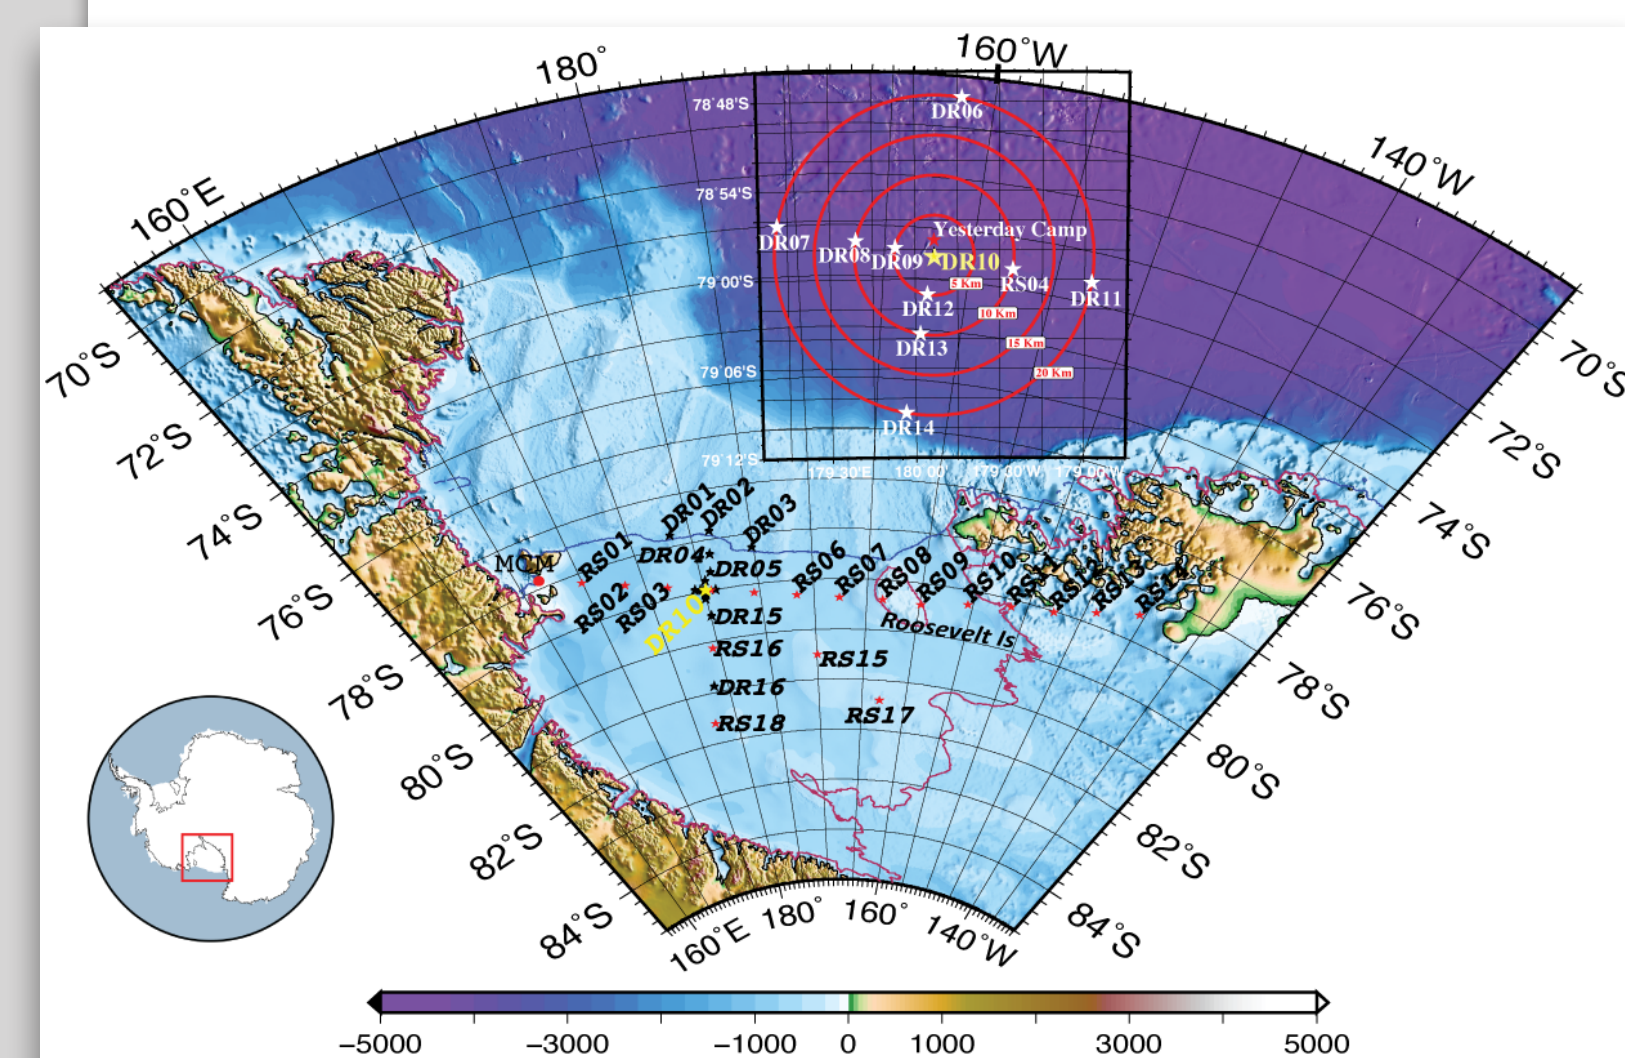 180°
160°W
160°E
140°W
78°48'S
DR06
78°54'S
DR07
Yesterday Camp
DR08
DR09
DR10
79°00'S
5 Km
RS04
DR11
DR12
10 Km
DR13
15 Km
79°06'S
20 Km
DR14
79°12'S
179°30'E
180°00'
179°30'W
179°00'W
70°S
70°S
72°S
72°S
74°S
74°S
76°S
76°S
78°S
78°S
80°S
80°S
82°S
82°S
84°S
84°S
DR01
DR02
DR03
MCM
RS01
DR04
DR05
RS02
RS03
DR10
RS06
RS07
RS08
RS09
RS10
RS11
RS12
RS13
RS14
DR15
Roosevelt Is
RS16
RS15
DR16
RS17
RS18
160°E
180°
160°
140°W
−5000
−3000
−1000
0
1000
3000
5000